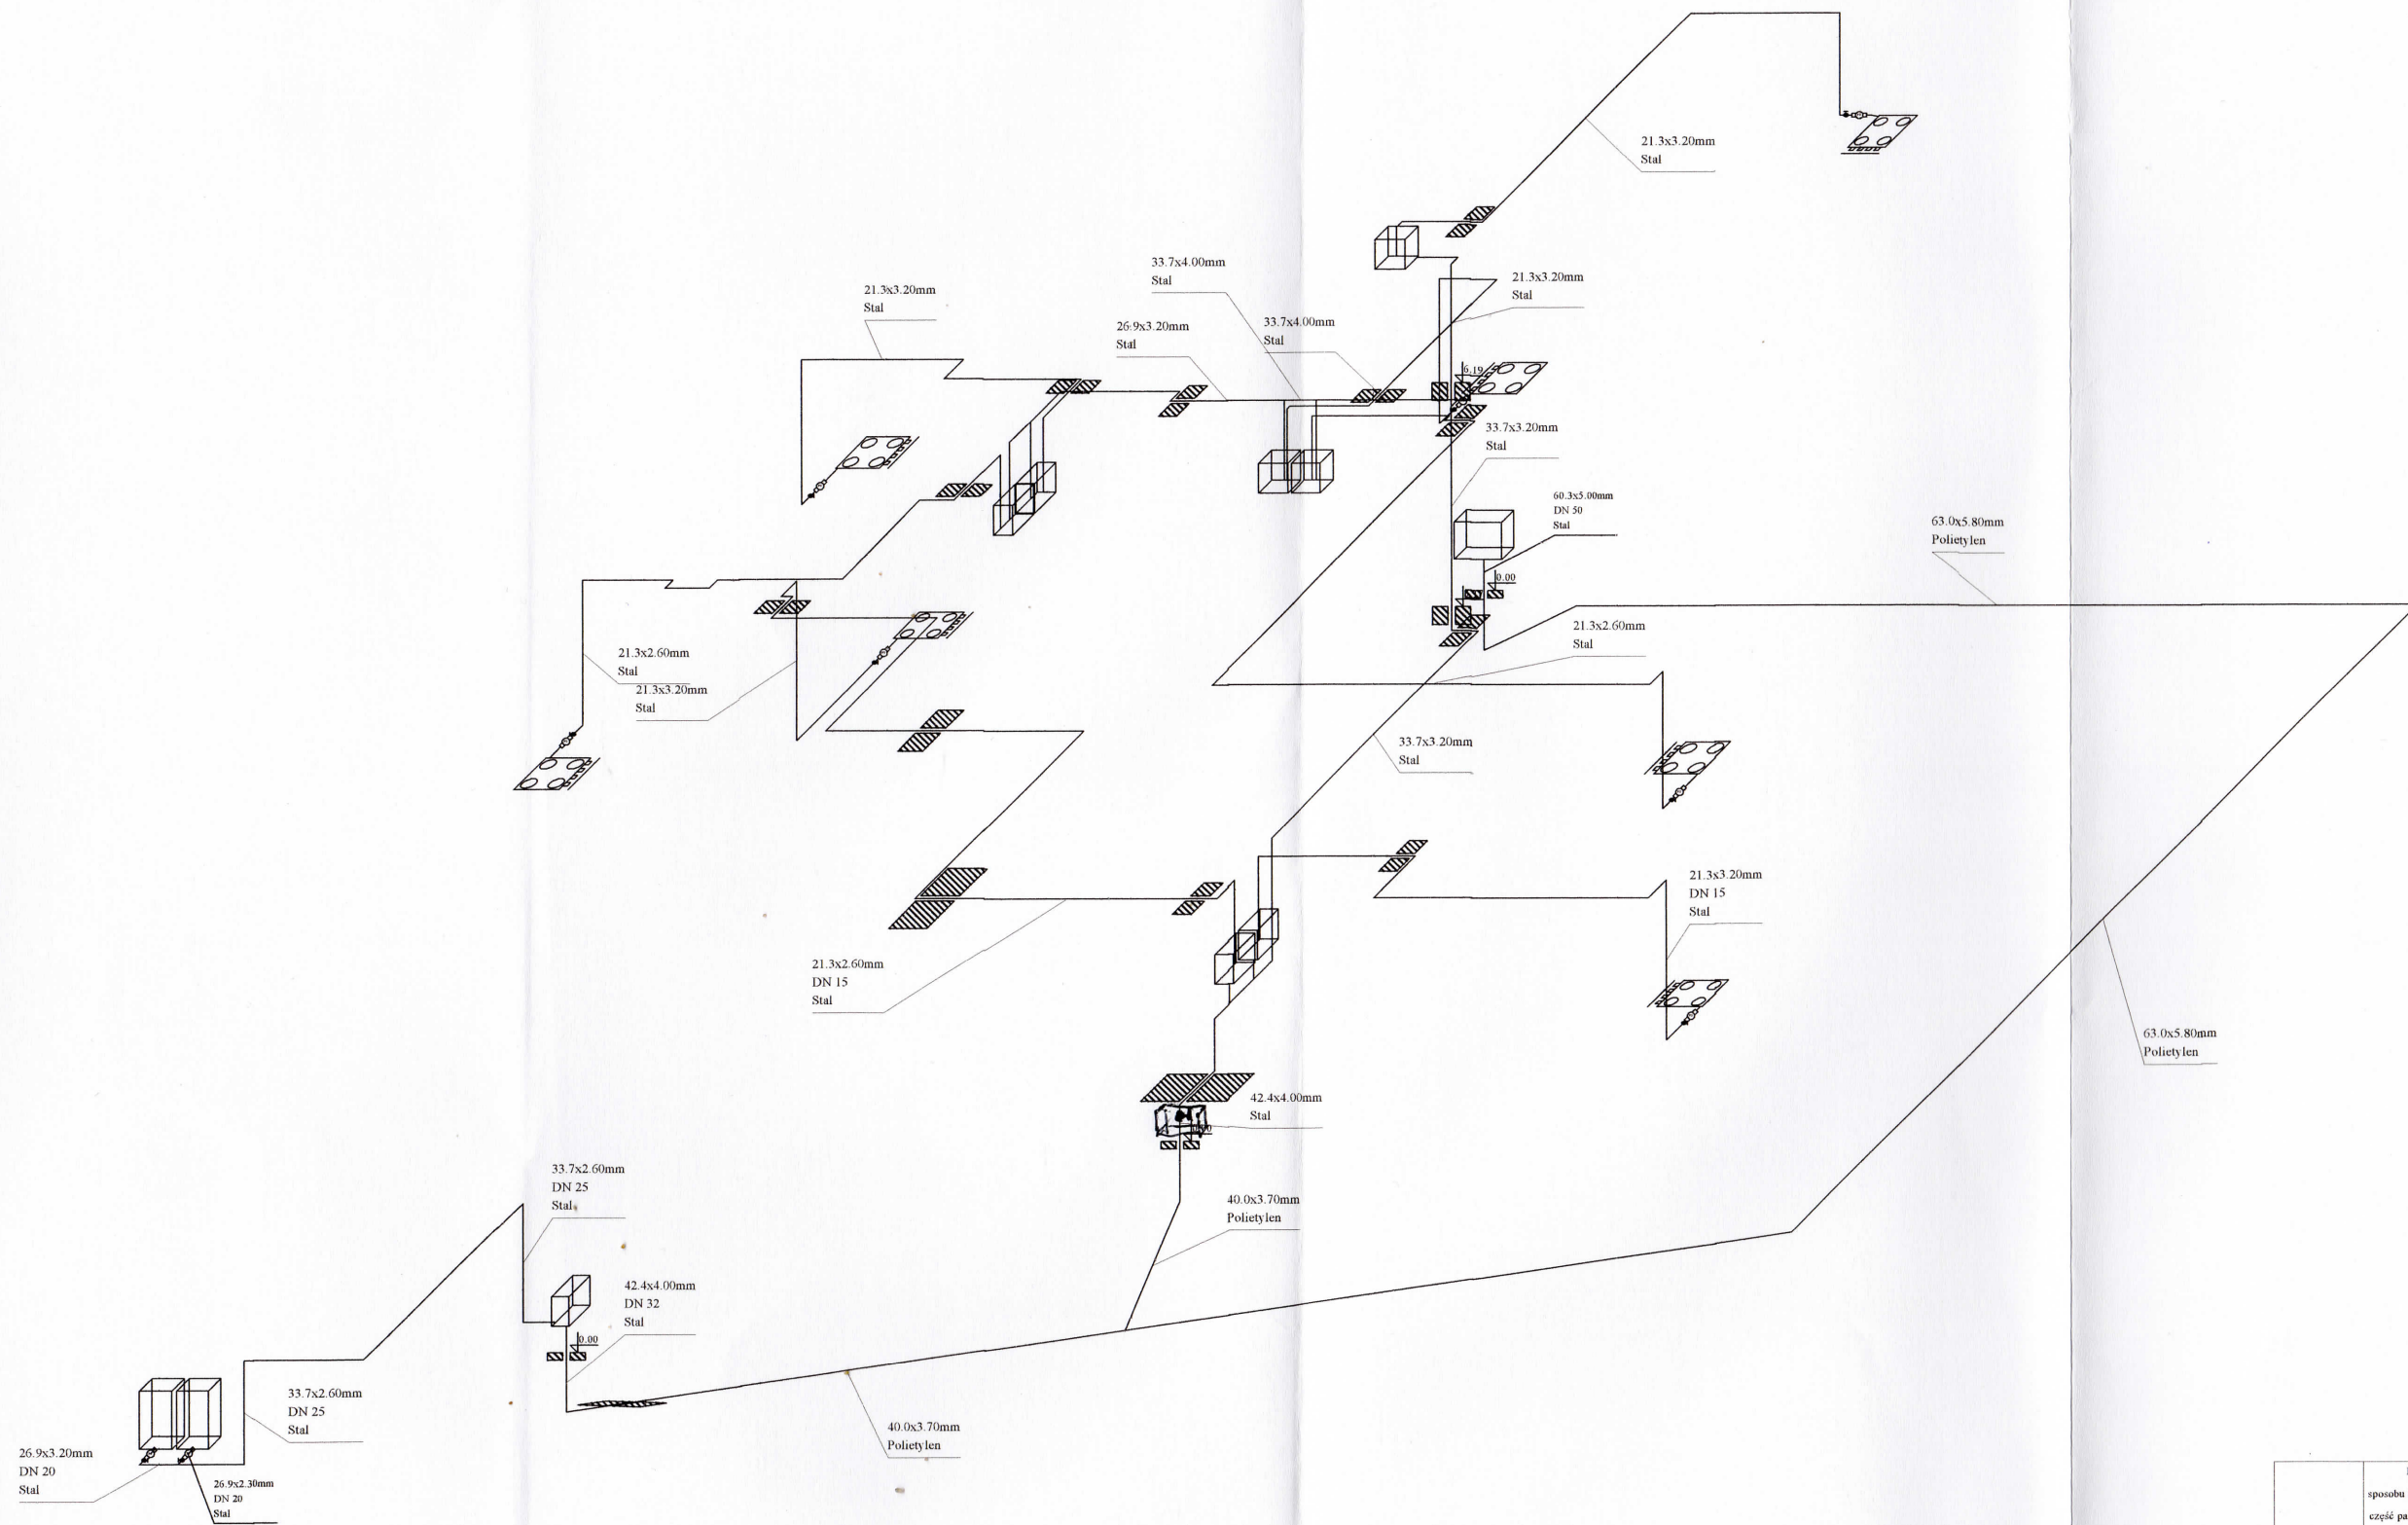 21.3x3.20mm
Stal
33.7x4.00mm
Stal
21.3x3.20mm
Stal
21.3x3.20mm
Stal
26.9x3.20mm
Stal
33.7x4.00mm
Stal
6.19
33.7x3.20mm
Stal
60.3x5.00mm
DN 50
Stal
63.0x5.80mm
Polietylen
0.00
21.3x2.60mm
Stal
21.3x2.60mm
Stal
21.3x3.20mm
Stal
33.7x3.20mm
Stal
21.3x3.20mm
DN 15
Stal
21.3x2.60mm
DN 15
Stal
63.0x5.80mm
Polietylen
42.4x4.00mm
Stal
33.7x2.60mm
DN 25
Stal
40.0x3.70mm
Polietylen
42.4x4.00mm
DN 32
Stal
0.00
33.7x2.60mm
DN 25
Stal
40.0x3.70mm
Polietylen
26.9x3.20mm
DN 20
Stal
26.9x2.30mm
DN 20
Stal
sposobu
część pa